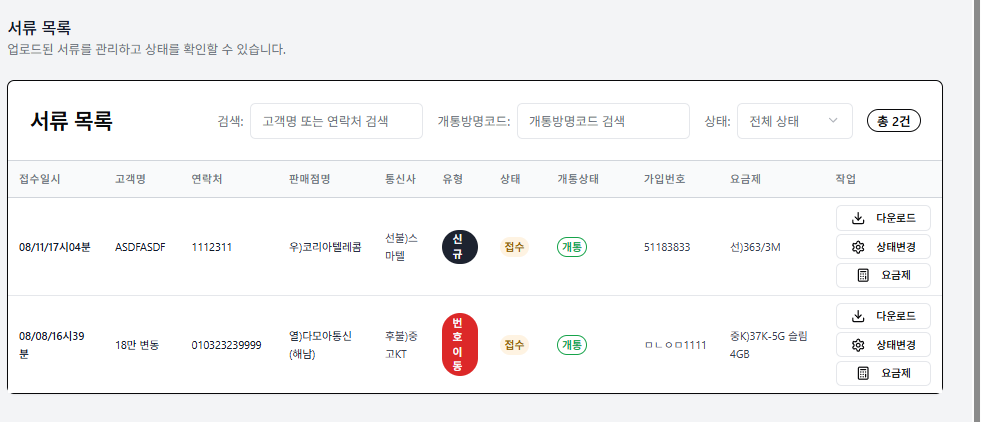 서류 목록
업로드된 서류를 관리하고 상태를 확인할 수 있습니다.
서류 목록 검색: 고객명 또는 연락처 검색 개통방명코드: 개통방명코드 검색 상태: 전체 상태 총 2건
접수일시 고객명 연락처 판매점명 통신사 유형 상태 개통상태 가입번호 요금제 작업
08/11/17시04분 ASDFASDF 1112311 우)코리아텔레콤 선불)스
마텔 신
규 접수 개통 51183833 선)363/3M 다운로드
상태변경
요금제
08/08/16시39
분 18만 변동 010323239999 열)다모아통신
(해남) 후불)중
고KT 번
호
이
동 접수 개통 ㅁㄴㅇㅁ1111 중K)37K-5G 슬림
4GB 다운로드
상태변경
요금제